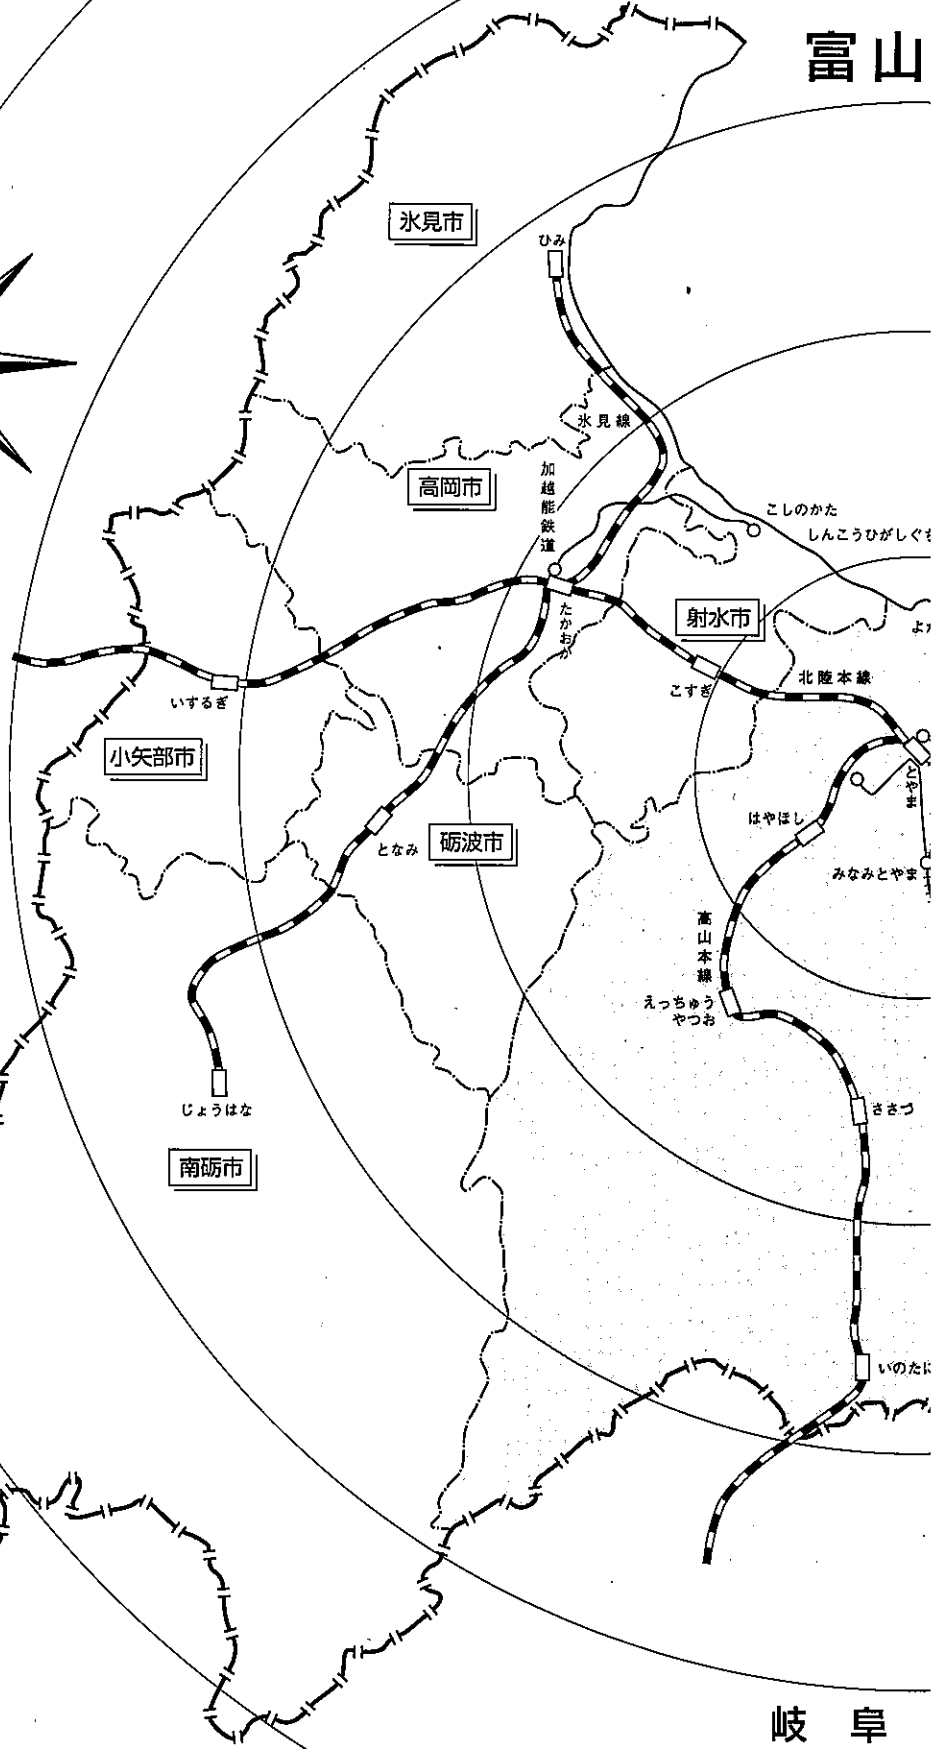 富山
氷見市
ひみ
氷見線
加越能鉄道
高岡市
こしのかた
しんこうひがしぐち
射水市
たかおか
よか
いするぎ
こすぎ
北陸本線
小矢部市
とやま
はやほし
となみ
砺波市
みなみとやま
高山本線
えっちゅう
やつお
じょうはな
ささづ
南砺市
いのたに
岐阜